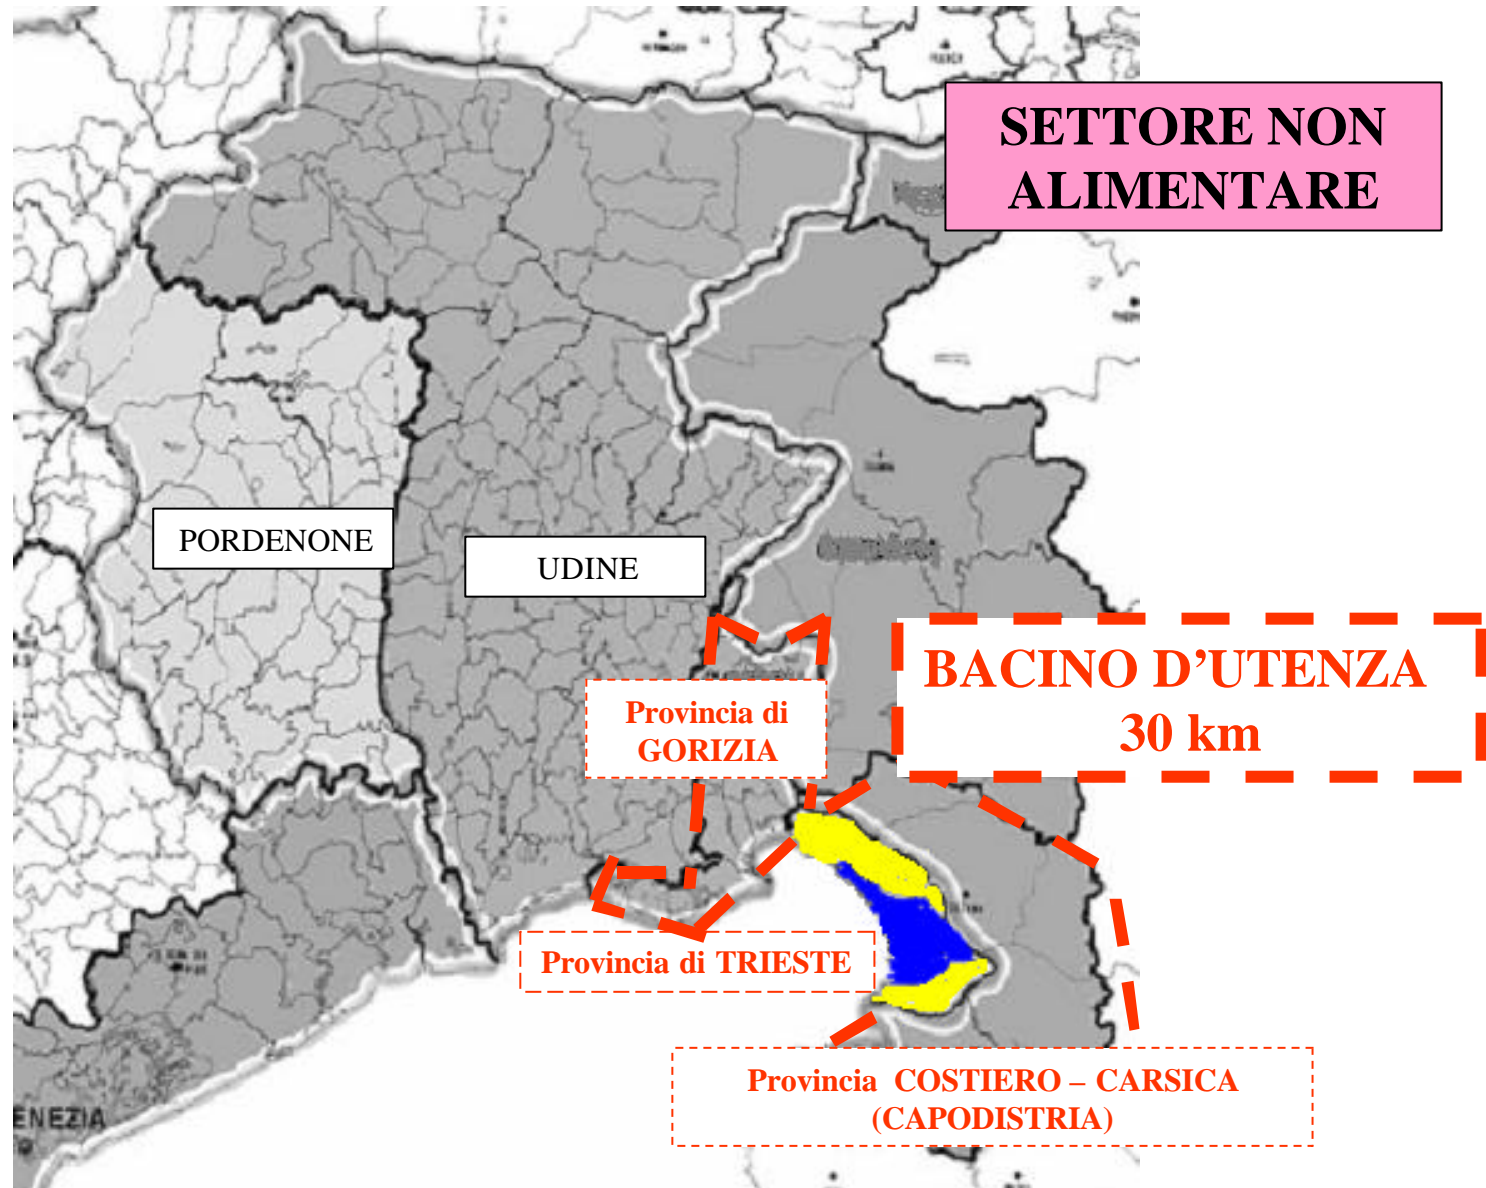 SETTORE NON
ALIMENTARE
PORDENONE
UDINE
BACINO D’UTENZA
30 km
Provincia di
GORIZIA
Provincia di TRIESTE
Provincia COSTIERO – CARSICA
(CAPODISTRIA)
ENEZIA